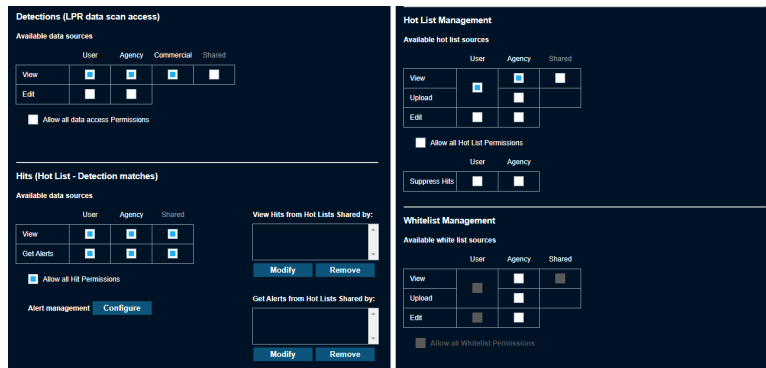 Detections (LPR data scan access)
Available data sources
User Agency Commercial Shared
View
Edit
Allow all data access Permissions
Hits (Hot List - Detection matches)
Available data sources
User Agency Shared
View
Get Alerts
Allow all Hit Permissions
Alert management Configure
View Hits from Hot Lists Shared by:
Modify Remove
Get Alerts from Hot Lists Shared by:
Modify Remove
Hot List Management
Available hot list sources
User Agency Shared
View
Upload
Edit
Allow all Hot List Permissions
User Agency
Suppress Hits
Whitelist Management
Available white list sources
User Agency Shared
View
Upload
Edit
Allow all Whitelist Permissions